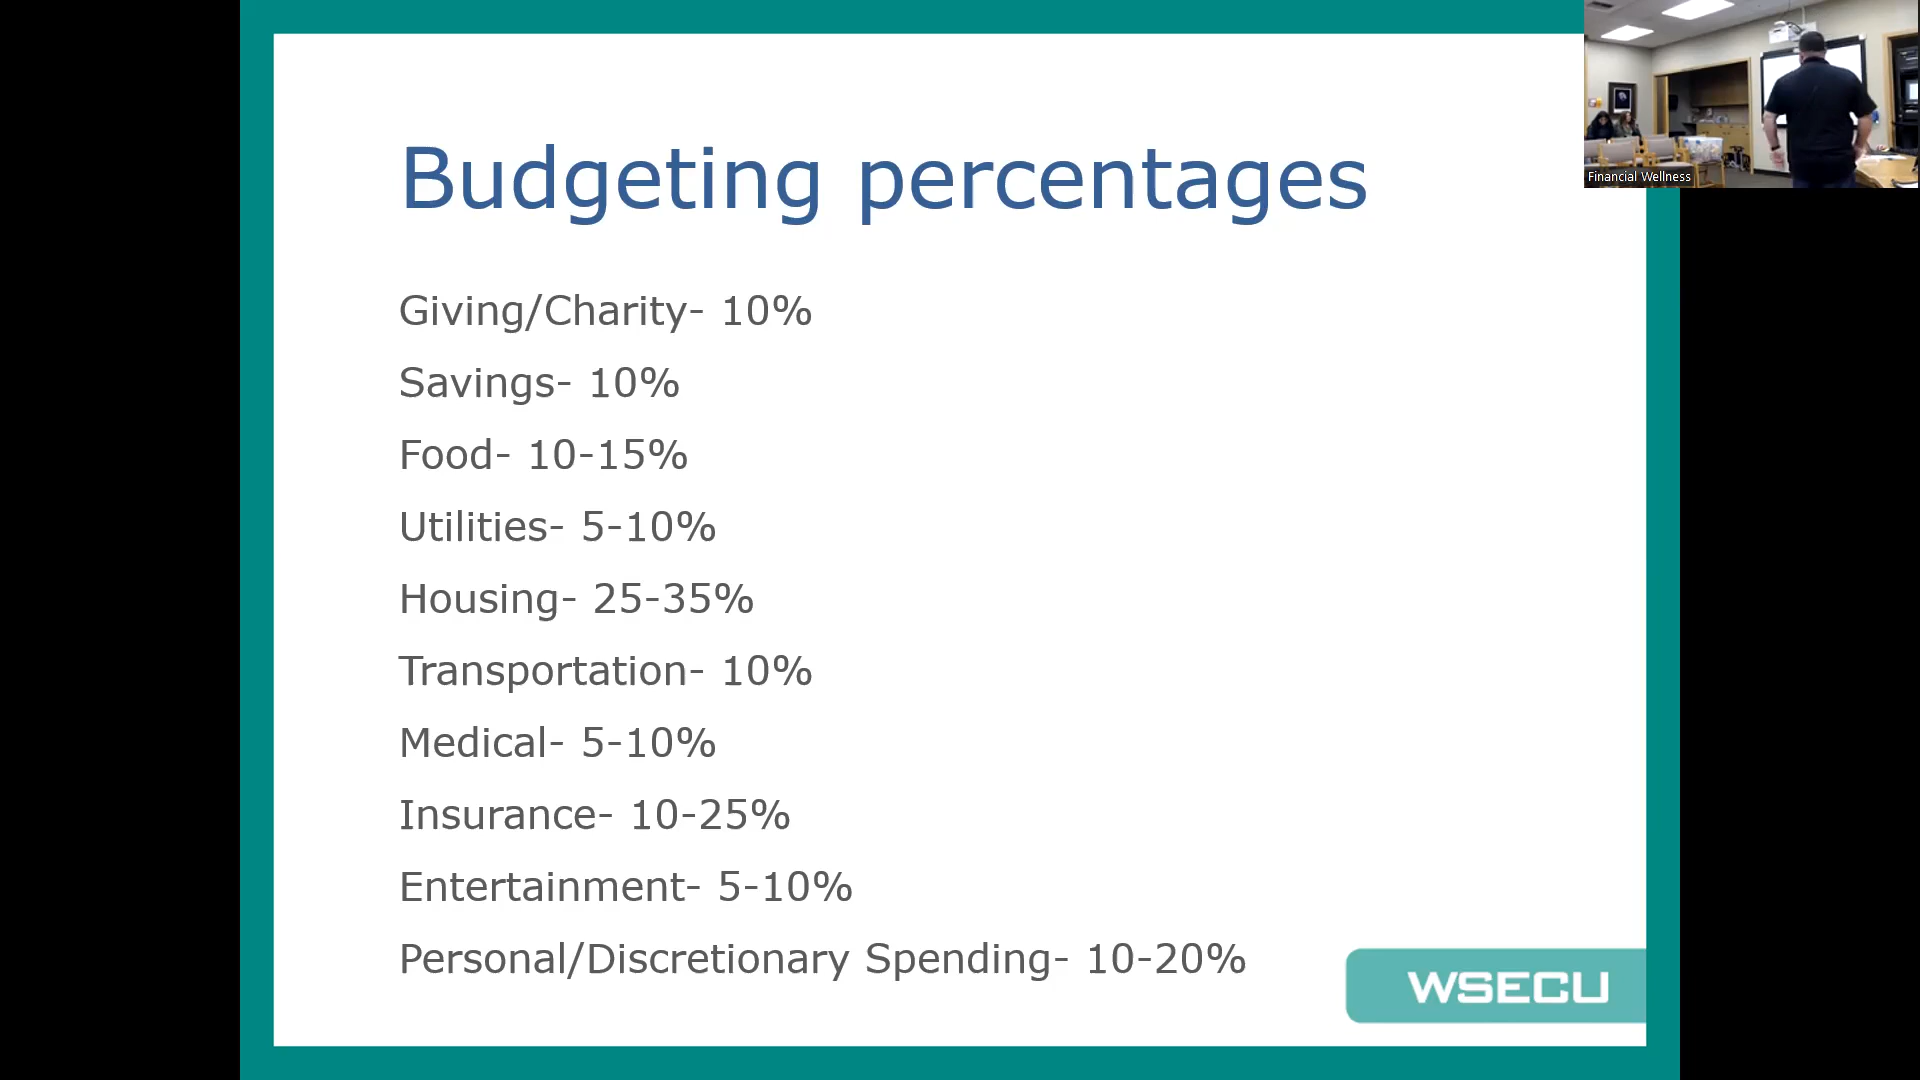 Budgeting percentages
Giving/Charity- 10%
Savings- 10%
Food- 10-15%
Utilities- 5-10%
Housing- 25-35%
Transportation- 10%
Medical- 5-10%
Insurance- 10-25%
Entertainment- 5-10%
Personal/Discretionary Spending- 10-20%
WSECU
Financial Wellness